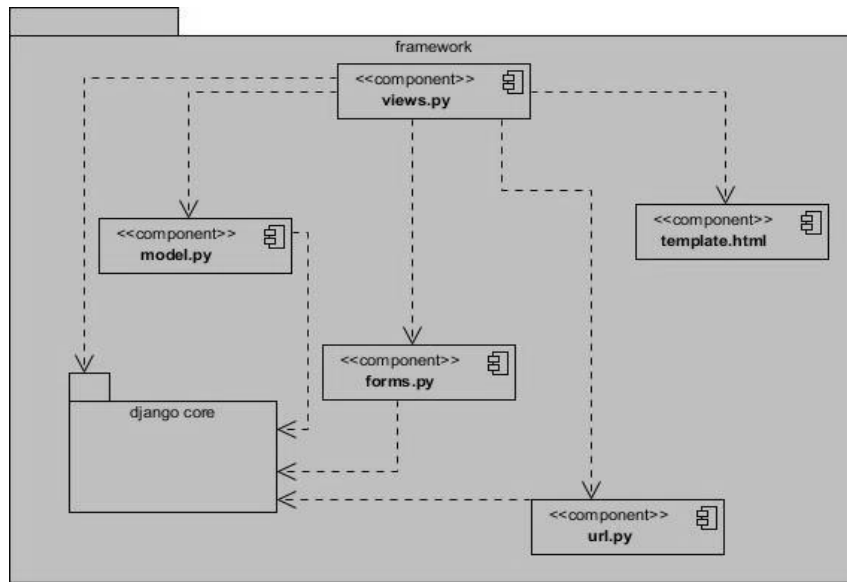 framework
<<component>>
views.py
<<component>>
model.py
<<component>>
template.html
<<component>>
forms.py
django core
<<component>>
url.py